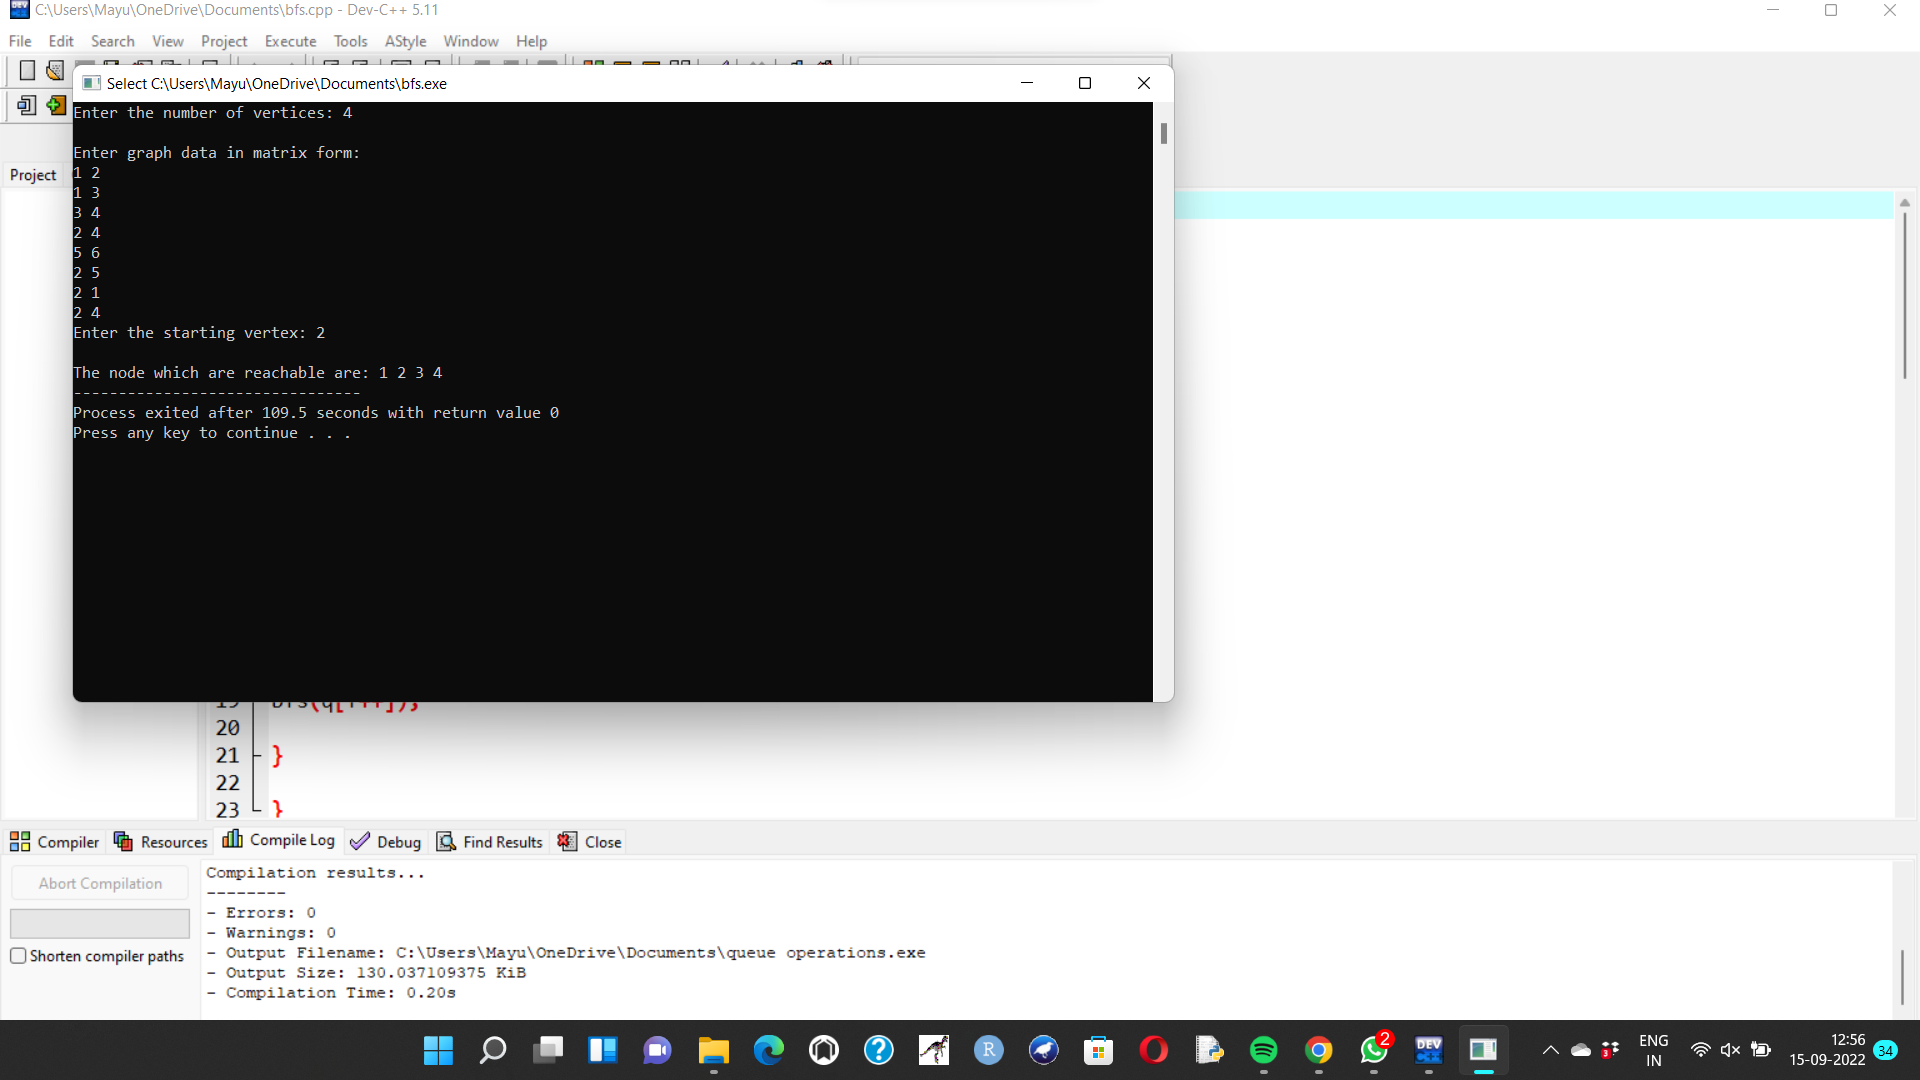 C:\Users\Mayu\OneDrive\Documents\bfs.cpp - Dev-C++ 5.11
File Edit Search View Project Execute Tools AStyle Window Help
Select C:\Users\Mayu\OneDrive\Documents\bfs.exe
Enter the number of vertices: 4
Enter graph data in matrix form:
1 2
1 3
3 4
2 4
5 6
2 5
2 1
2 4
Enter the starting vertex: 2
The node which are reachable are: 1 2 3 4
--------------------------------
Process exited after 109.5 seconds with return value 0
Press any key to continue . . .
Project
19 bfs(q[f++]);
20
21 }
22
23 }
Compiler Resources Compile Log Debug Find Results Close
Abort Compilation
Shorten compiler paths
Compilation results...
--------
- Errors: 0
- Warnings: 0
- Output Filename: C:\Users\Mayu\OneDrive\Documents\queue operations.exe
- Output Size: 130.037109375 KiB
- Compilation Time: 0.20s
R
2
DEV
3
ENG
IN
12:56
15-09-2022
34